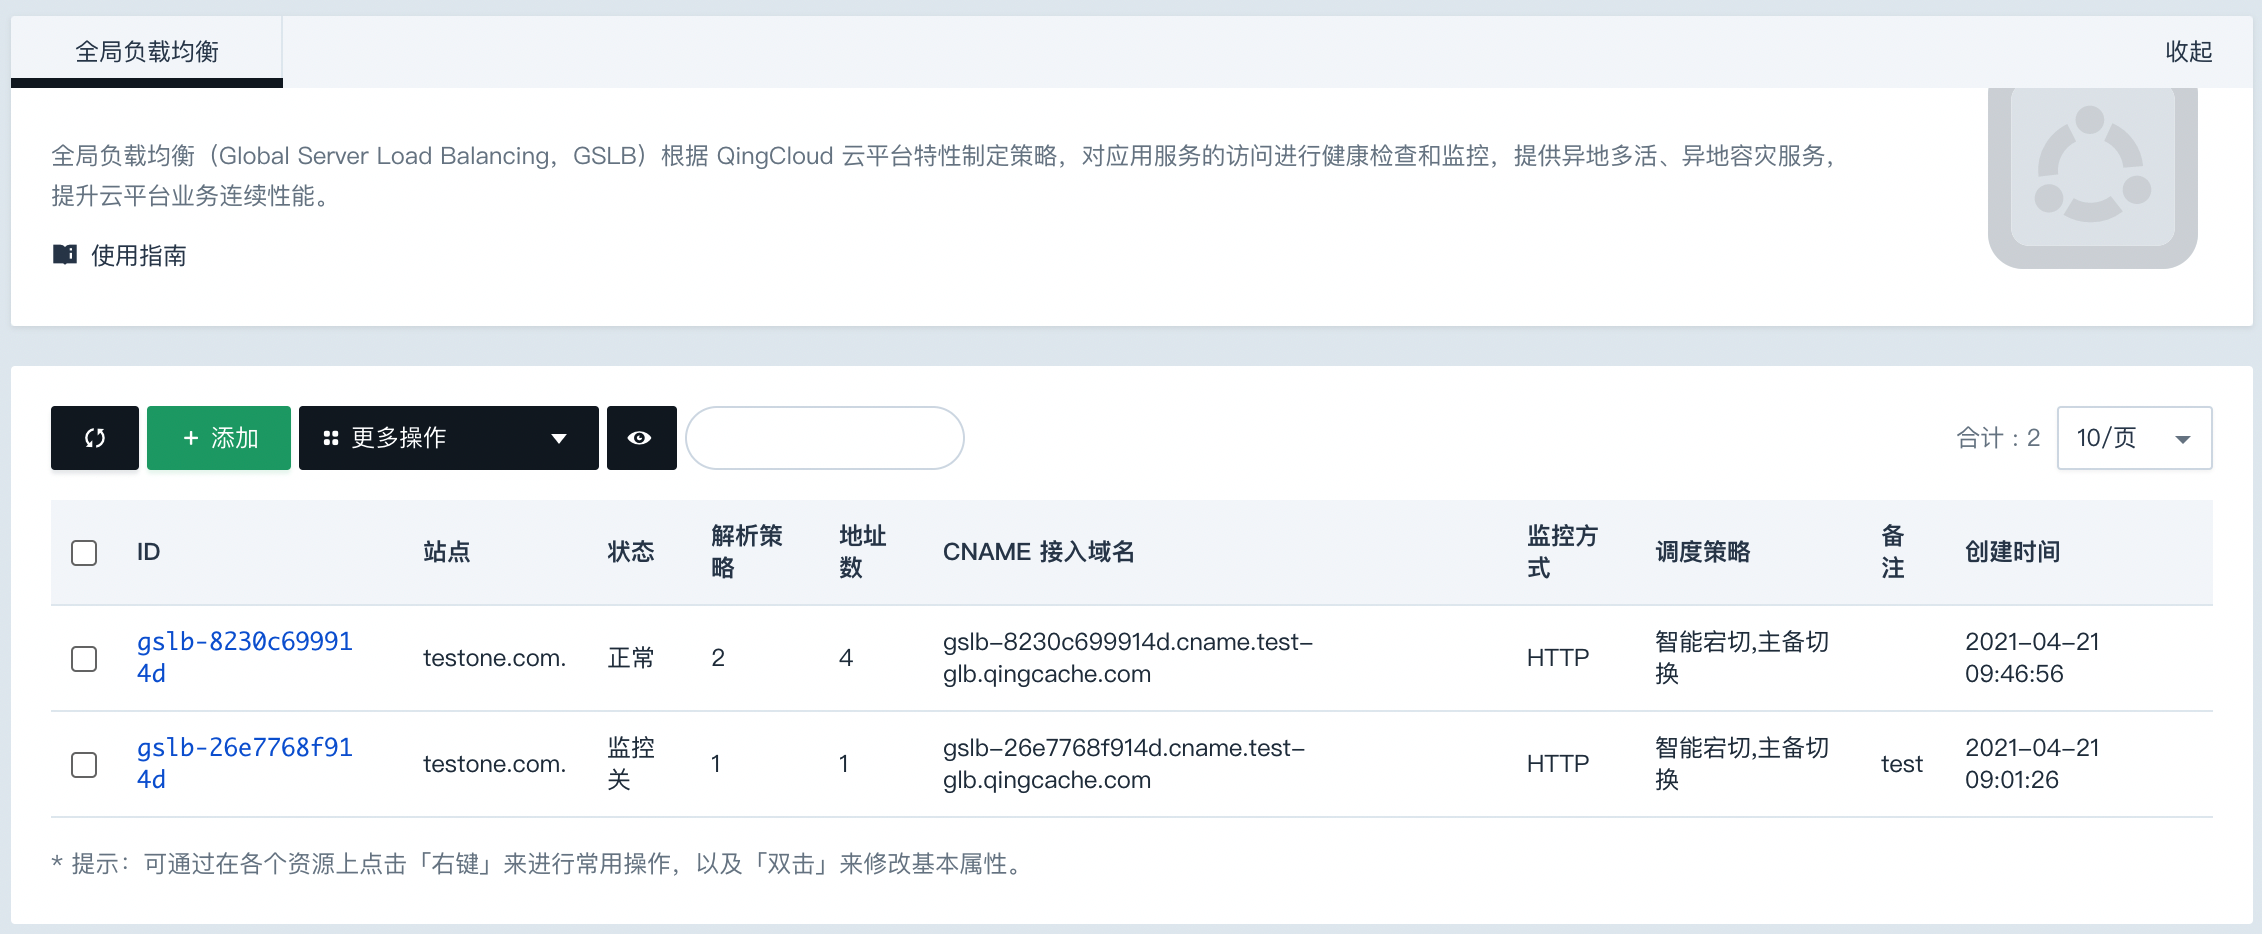 全局负载均衡
收起
全局负载均衡（Global Server Load Balancing，GSLB）根据 QingCloud 云平台特性制定策略，对应用服务的访问进行健康检查和监控，提供异地多活、异地容灾服务，
提升云平台业务连续性能。
使用指南
+ 添加
更多操作
合计：2
10/页
ID
站点
状态
解析策
略
地址
数
CNAME 接入域名
监控方
式
调度策略
备
注
创建时间
gslb-8230c69991
4d
testone.com.
正常
2
4
gslb-8230c699914d.cname.test-
glb.qingcache.com
HTTP
智能宕切,主备切
换
2021-04-21
09:46:56
gslb-26e7768f91
4d
testone.com.
监控
关
1
1
gslb-26e7768f914d.cname.test-
glb.qingcache.com
HTTP
智能宕切,主备切
换
test
2021-04-21
09:01:26
* 提示：可通过在各个资源上点击「右键」来进行常用操作，以及「双击」来修改基本属性。